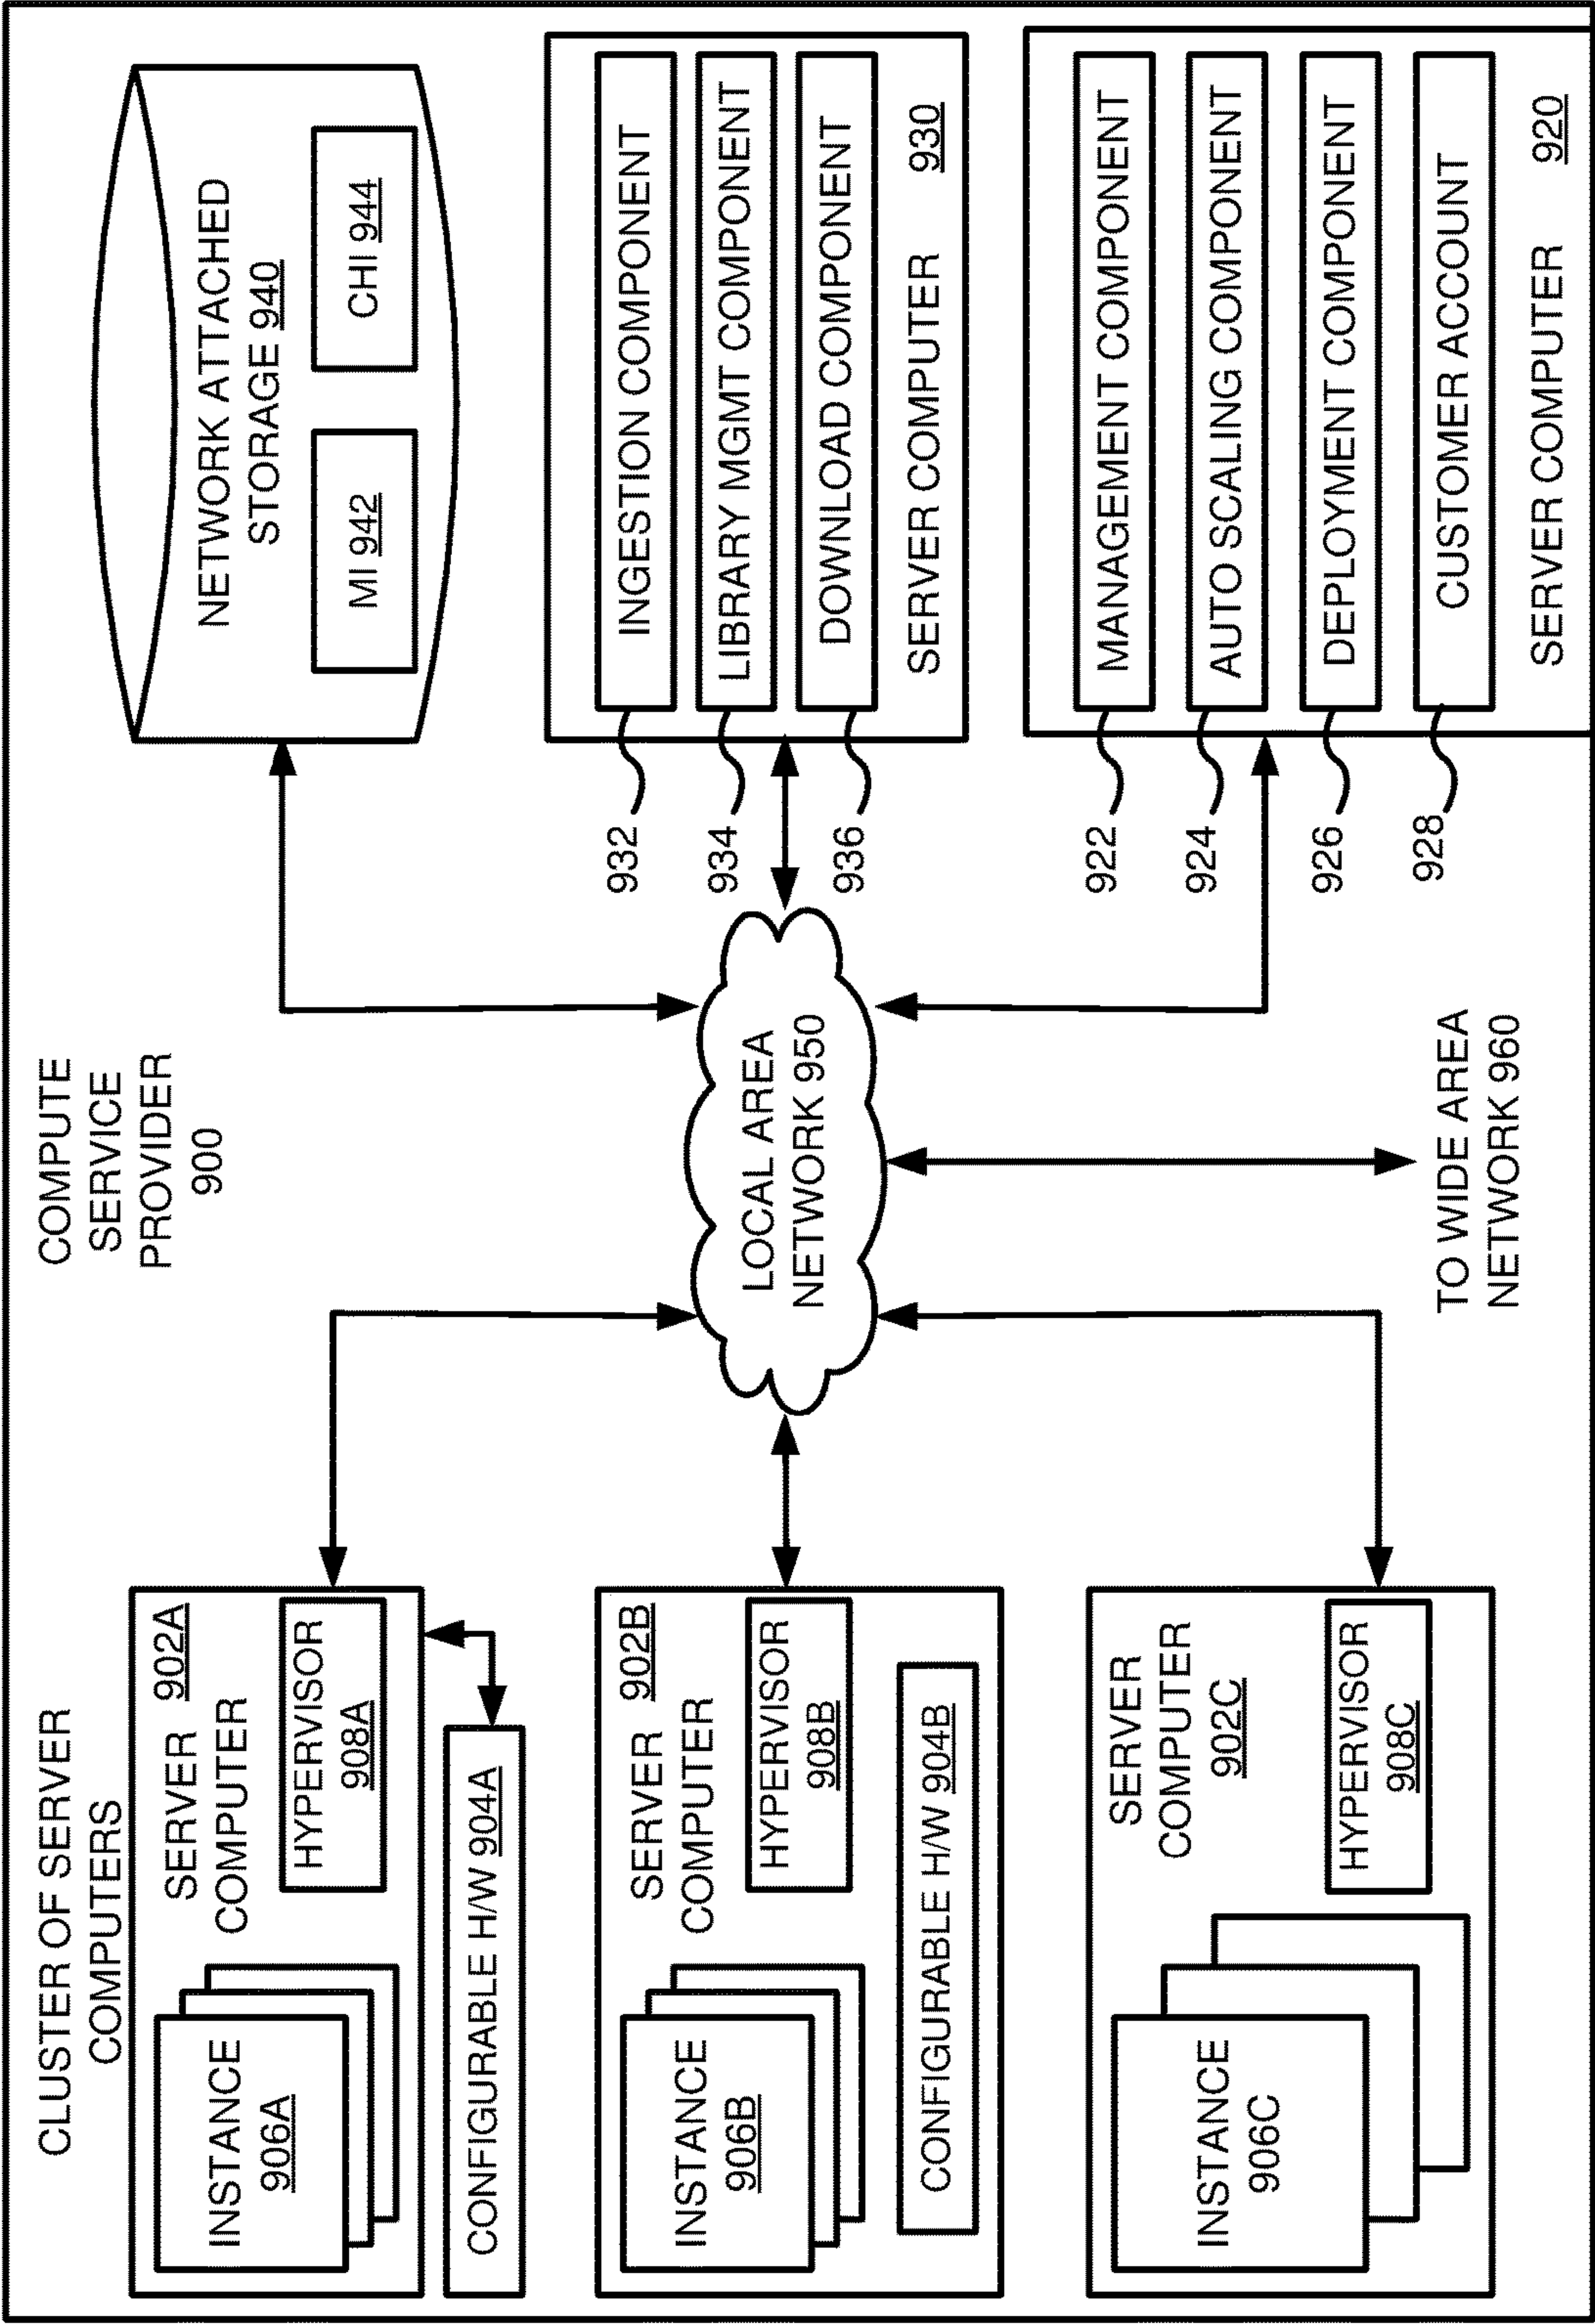 COMPUTE
SERVICE
PROVIDER
900
CLUSTER OF SERVER
COMPUTERS
SERVER 902A
COMPUTER
INSTANCE
906A
HYPERVISOR
908A
CONFIGURABLE H/W 904A
SERVER 902B
COMPUTER
INSTANCE
906B
HYPERVISOR
908B
CONFIGURABLE H/W 904B
SERVER
COMPUTER
902C
INSTANCE
906C
HYPERVISOR
908C
LOCAL AREA
NETWORK 950
TO WIDE AREA
NETWORK 960
NETWORK ATTACHED
STORAGE 940
MI 942
CHI 944
932
INGESTION COMPONENT
934
LIBRARY MGMT COMPONENT
936
DOWNLOAD COMPONENT
SERVER COMPUTER 930
922
MANAGEMENT COMPONENT
924
AUTO SCALING COMPONENT
926
DEPLOYMENT COMPONENT
928
CUSTOMER ACCOUNT
SERVER COMPUTER 920